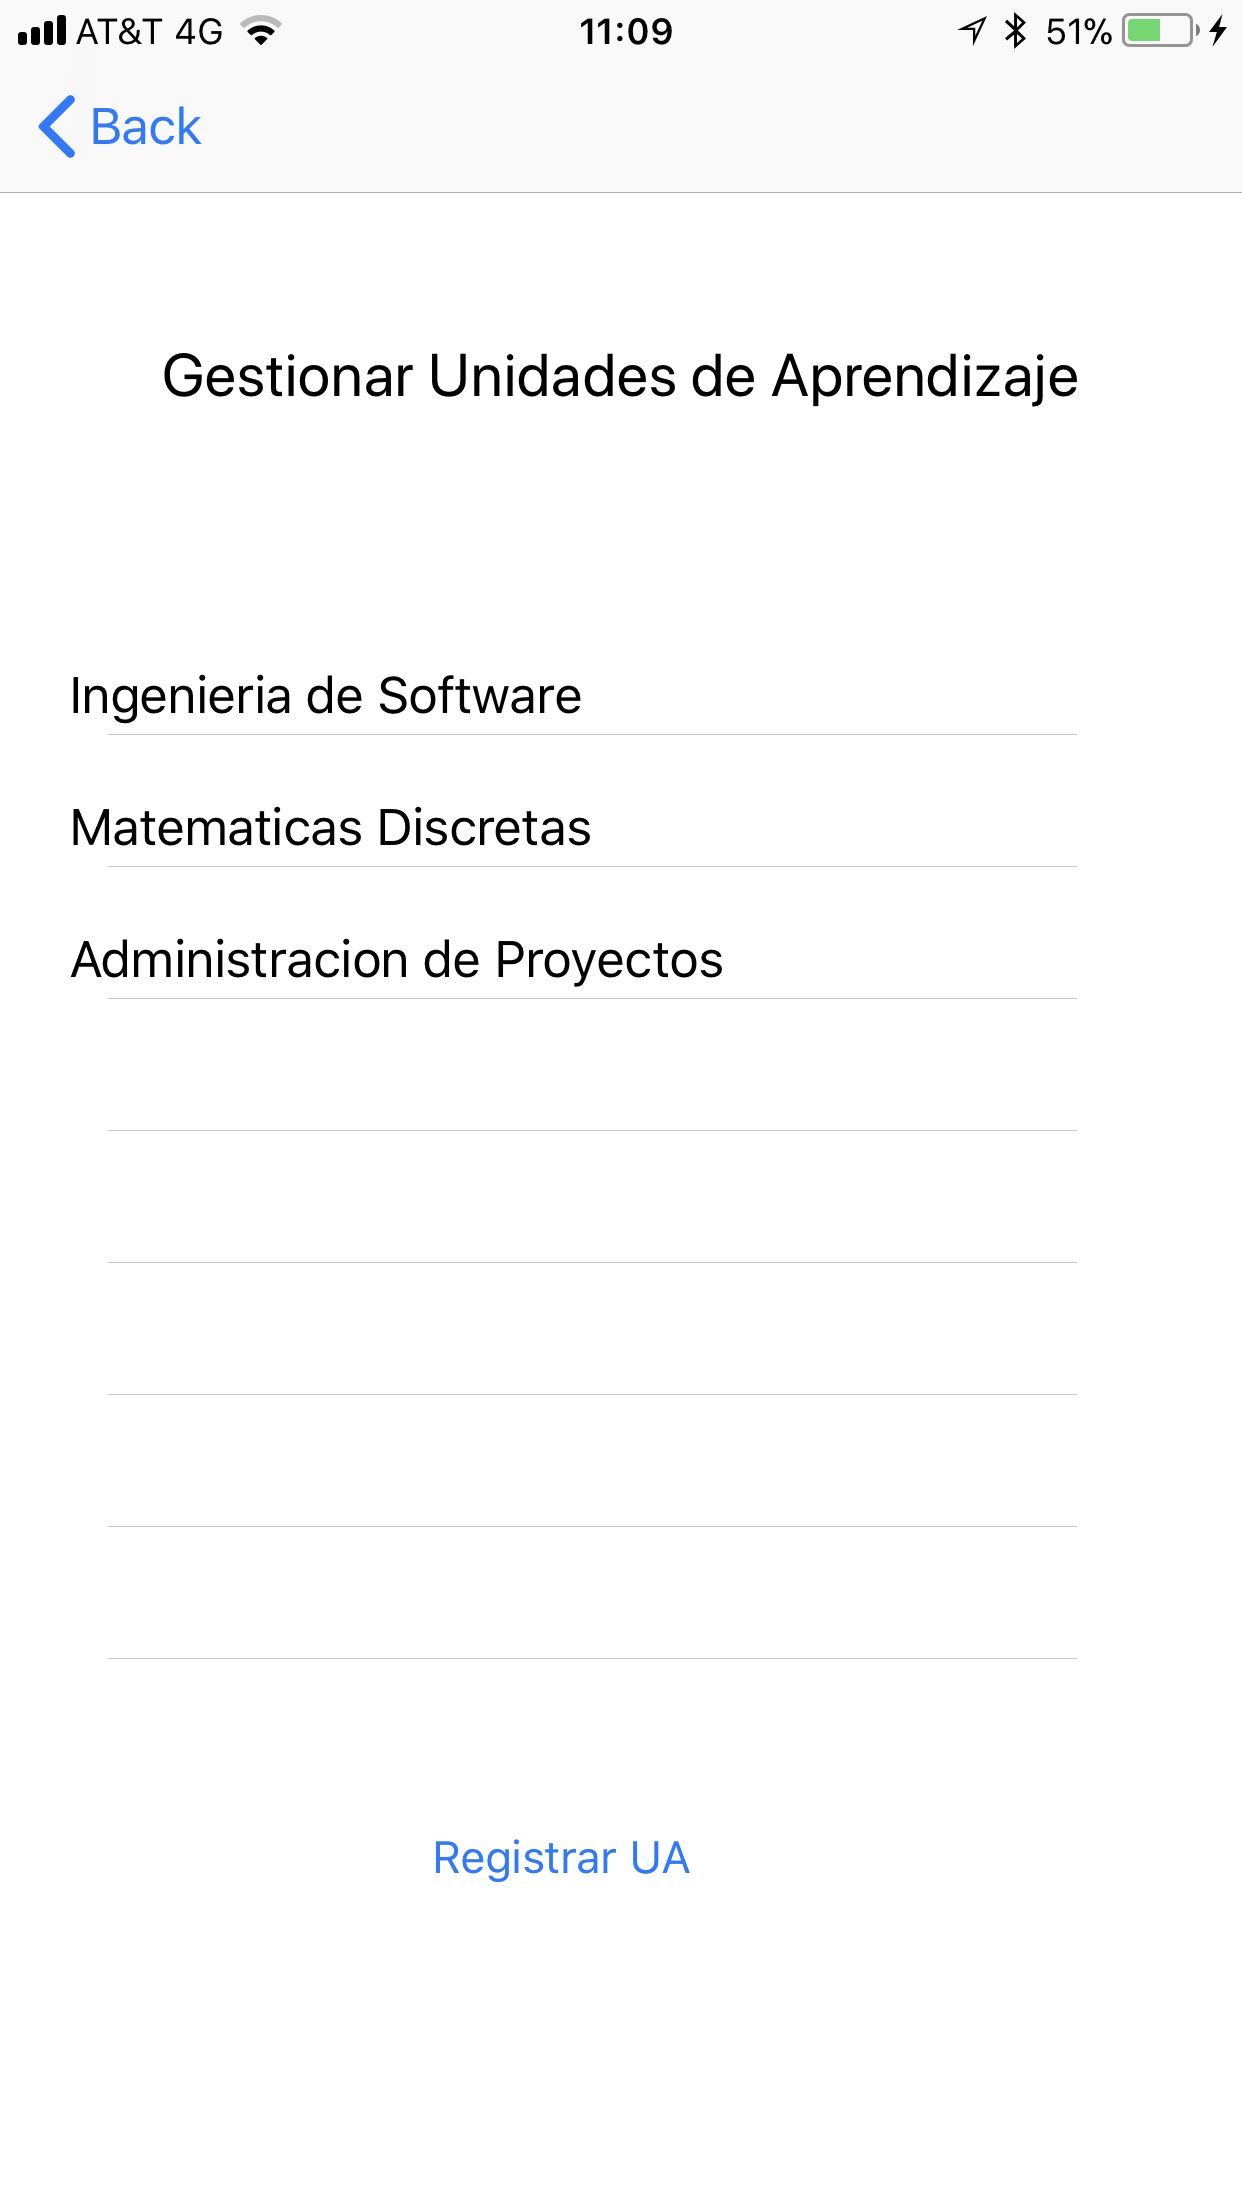 AT&T 4G 11:09 51%
Back
Gestionar Unidades de Aprendizaje
Ingenieria de Software
Matematicas Discretas
Administracion de Proyectos
Registrar UA